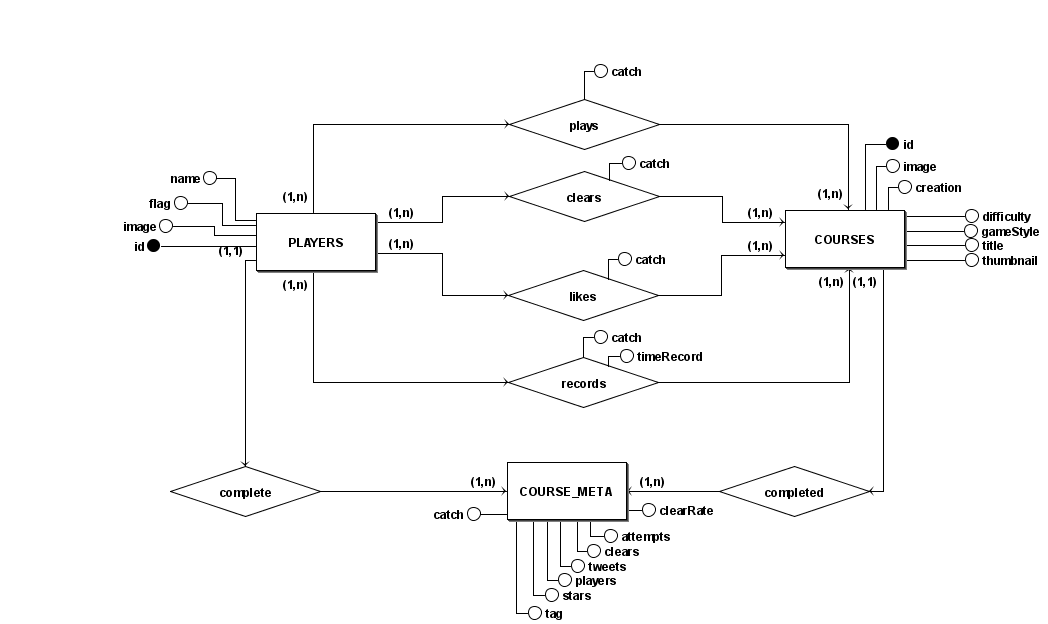 catch
plays
catch
clears
(1,n)
(1,n)
(1,n)
(1,n)
(1,n)
(1,n)
name
flag
image
id
(1,1)
PLAYERS
(1,n)
id
image
creation
difficulty
gameStyle
title
thumbnail
COURSES
(1,n)
(1,1)
catch
likes
catch
timeRecord
records
complete
(1,n)
COURSE_META
(1,n)
completed
catch
clearRate
attempts
clears
tweets
players
stars
tag